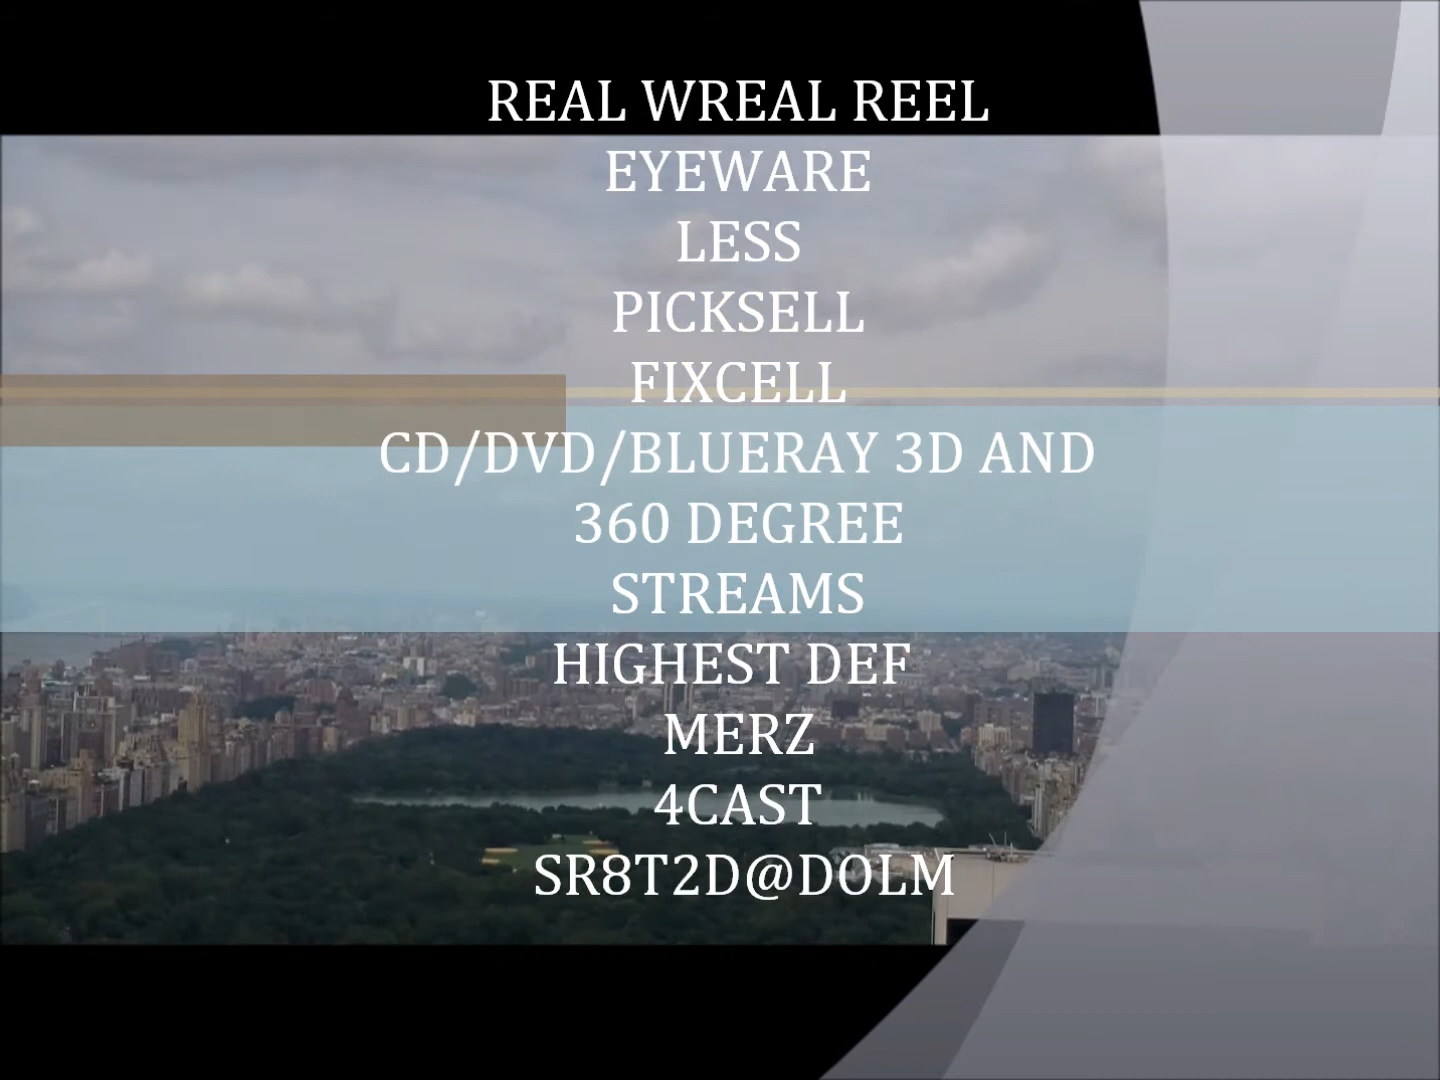 REAL WREAL REEL
EYEWARE
LESS
PICKSELL
FIXCELL
CD/DVD/BLUERAY 3D AND
360 DEGREE
STREAMS
HIGHEST DEF
MERZ
4CAST
SR8T2D@DOLM